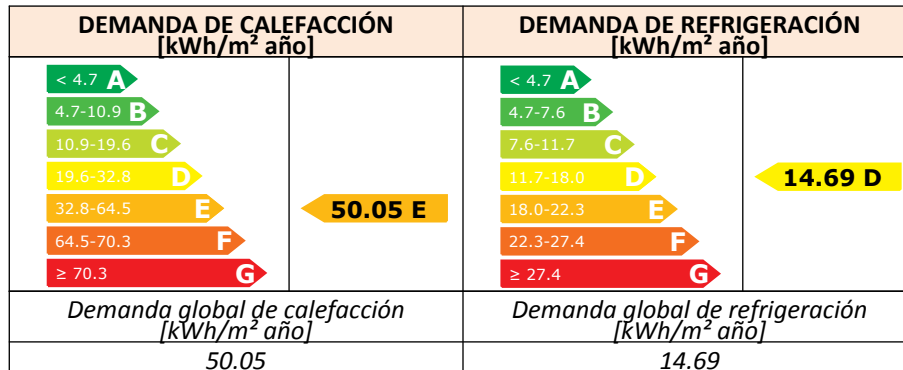 DEMANDA DE CALEFACCIÓN
[kWh/m² año]
DEMANDA DE REFRIGERACIÓN
[kWh/m² año]
< 4.7 A
4.7-10.9 B
10.9-19.6 C
19.6-32.8 D
32.8-64.5 E
64.5-70.3 F
≥ 70.3 G
50.05 E
< 4.7 A
4.7-7.6 B
7.6-11.7 C
11.7-18.0 D
18.0-22.3 E
22.3-27.4 F
≥ 27.4 G
14.69 D
Demanda global de calefacción
[kWh/m² año]
Demanda global de refrigeración
[kWh/m² año]
50.05
14.69